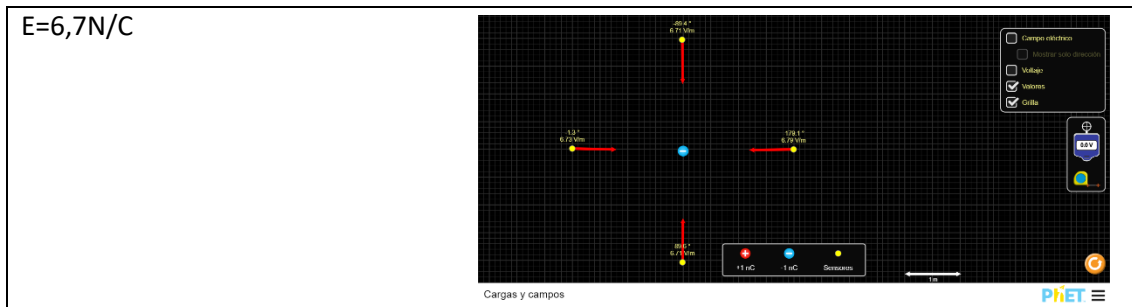 E=6,7N/C
-89.4 °
6.71 V/m
Campo eléctrico
Mostrar solo dirección
Voltaje
Valores
Grilla
-1.3 °
6.73 V/m
179.1 °
6.79 V/m
0.0 V
89.6 °
6.71 V/m
+1 nC
-1 nC
Sensores
1 m
Cargas y campos
PhET